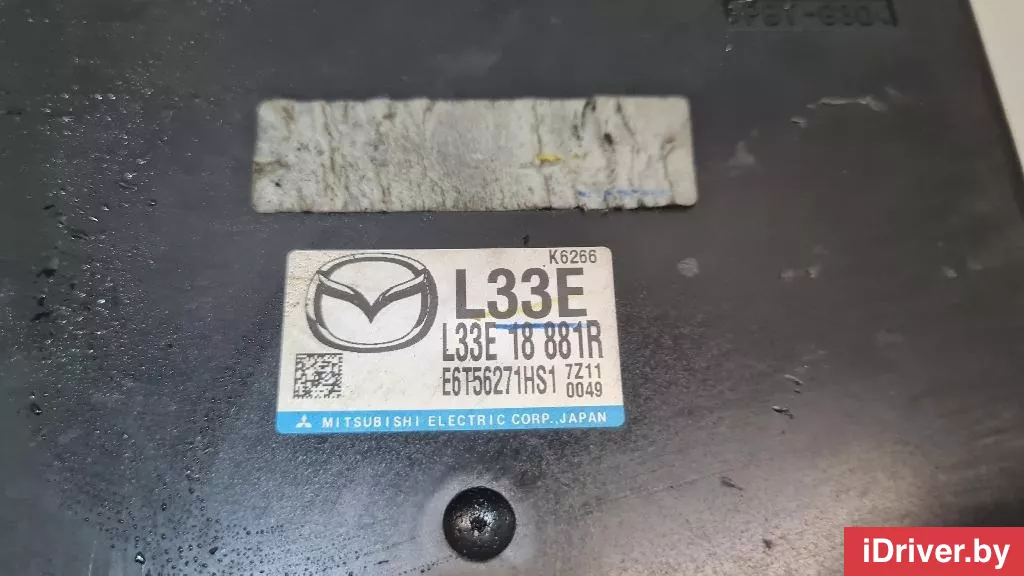 K6266
L33E
L33E 18 881R
E6T56271HS1 7Z11
0049
MITSUBISHI ELECTRIC CORP., JAPAN
iDriver.by